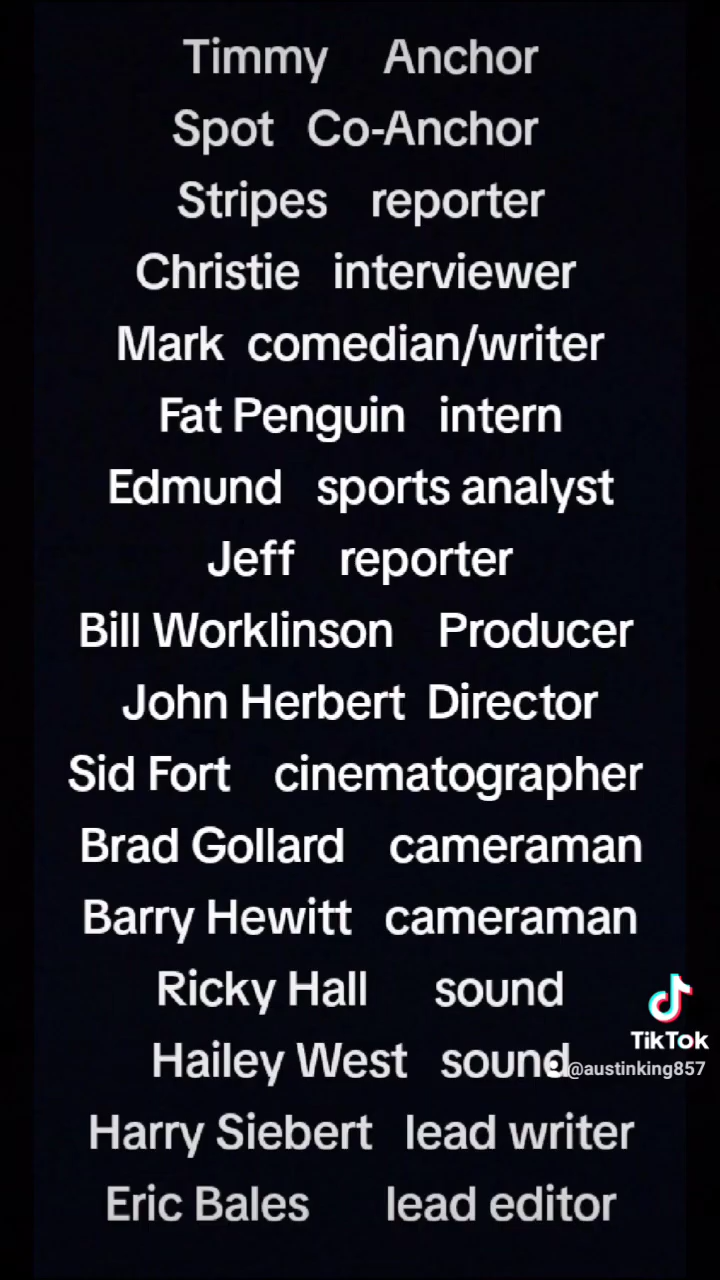 Timmy Anchor
Spot Co-Anchor
Stripes reporter
Christie interviewer
Mark comedian/writer
Fat Penguin intern
Edmund sports analyst
Jeff reporter
Bill Worklinson Producer
John Herbert Director
Sid Fort cinematographer
Brad Gollard cameraman
Barry Hewitt cameraman
Ricky Hall sound
TikTok
Hailey West sound
@austinking857
Harry Siebert lead writer
Eric Bales lead editor